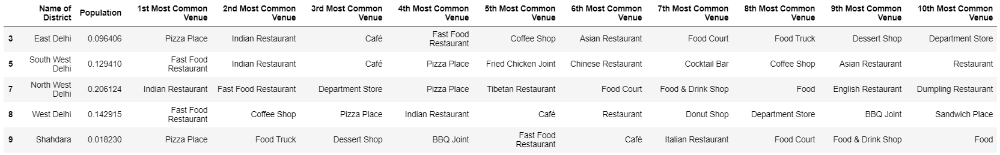 Name of District Population 1st Most Common Venue 2nd Most Common Venue 3rd Most Common Venue 4th Most Common Venue 5th Most Common Venue 6th Most Common Venue 7th Most Common Venue 8th Most Common Venue 9th Most Common Venue 10th Most Common Venue
3 East Delhi 0.096406 Pizza Place Indian Restaurant Café Fast Food Restaurant Coffee Shop Asian Restaurant Food Court Food Truck Dessert Shop Department Store
5 South West Delhi 0.129410 Fast Food Restaurant Indian Restaurant Café Pizza Place Fried Chicken Joint Chinese Restaurant Cocktail Bar Coffee Shop Asian Restaurant Restaurant
7 North West Delhi 0.206124 Indian Restaurant Fast Food Restaurant Department Store Pizza Place Tibetan Restaurant Food Court Food & Drink Shop Food English Restaurant Dumpling Restaurant
8 West Delhi 0.142915 Fast Food Restaurant Coffee Shop Pizza Place Indian Restaurant Café Restaurant Donut Shop Department Store BBQ Joint Sandwich Place
9 Shahdara 0.018230 Pizza Place Food Truck Dessert Shop BBQ Joint Fast Food Restaurant Café Italian Restaurant Food Court Food & Drink Shop Food